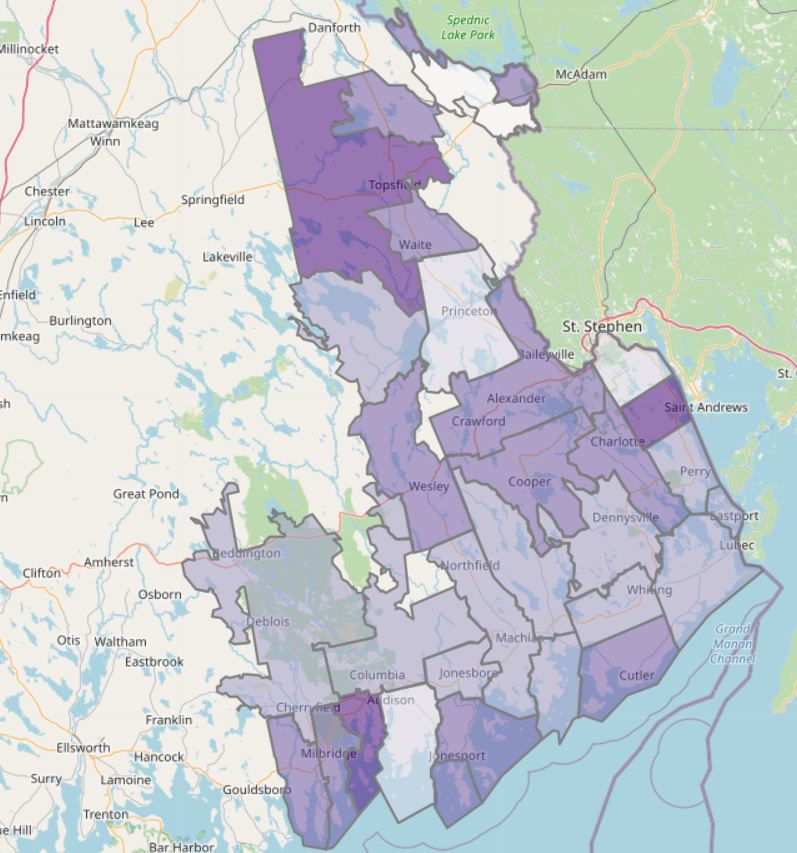 Danforth
Spednic
Lake Park
Millinocket
McAdam
Mattawamkeag
Winn
Topsfield
Chester
Springfield
Lincoln
Lee
Waite
Lakeville
Enfield
Princeton
Burlington
St. Stephen
mkeag
Baileyville
St.
Alexander
sh
Saint Andrews
Crawford
Charlotte
Perry
Wesley
Cooper
Great Pond
n
Dennysville
Eastport
Lubec
Beddington
Amherst
Northfield
Clifton
Whiting
Osborn
Deblois
Grand
Manan
Channel
Otis
Waltham
Machias
Eastbrook
Columbia
Jonesboro
Cutler
Cherryfield
Addison
Franklin
Ellsworth
Milbridge
Jonesport
Hancock
Surry
Lamoine
Gouldsboro
Trenton
ue Hill
Bar Harbor